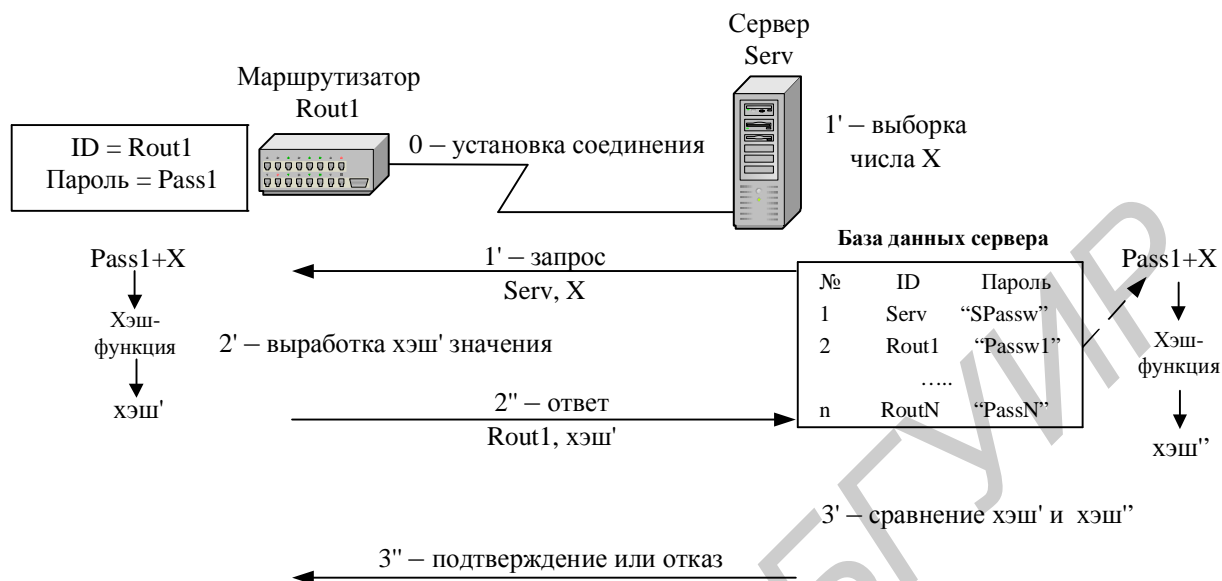 Сервер
Serv
Маршрутизатор
Rout1
ID = Rout1
Пароль = Pass1
0 – установка соединения
1' – выборка
числа X
База данных сервера
Pass1+X
Хэш-
функция
хэш'
1' – запрос
Serv, X
2' – выработка хэш' значения
2'' – ответ
Rout1, хэш'
№ ID Пароль
1 Serv “SPassw”
2 Rout1 “Passw1”
…..
n RoutN “PassN”
Pass1+X
Хэш-
функция
хэш''
3' – сравнение хэш' и хэш''
3'' – подтверждение или отказ
БГУИР